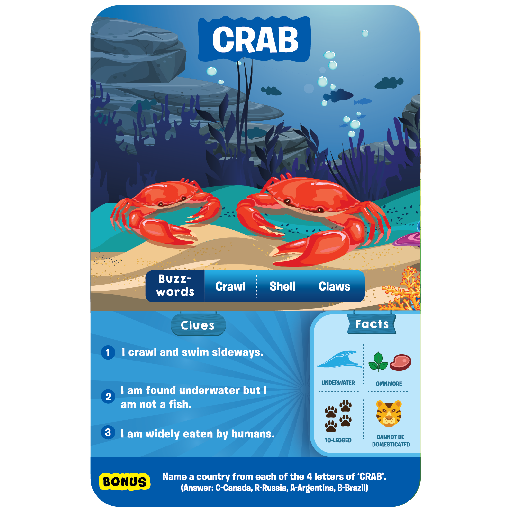 CRAB
Buzz-
words
Crawl
Shell
Claws
Clues
Facts
1 I crawl and swim sideways.
2 I am found underwater but I
am not a fish.
3 I am widely eaten by humans.
UNDERWATER
OMNIVORE
10-LEGGED
CANNOT BE
DOMESTICATED
BONUS
Name a country from each of the 4 letters of 'CRAB'.
(Answer: C-Canada, R-Russia, A-Argentina, B-Brazil)